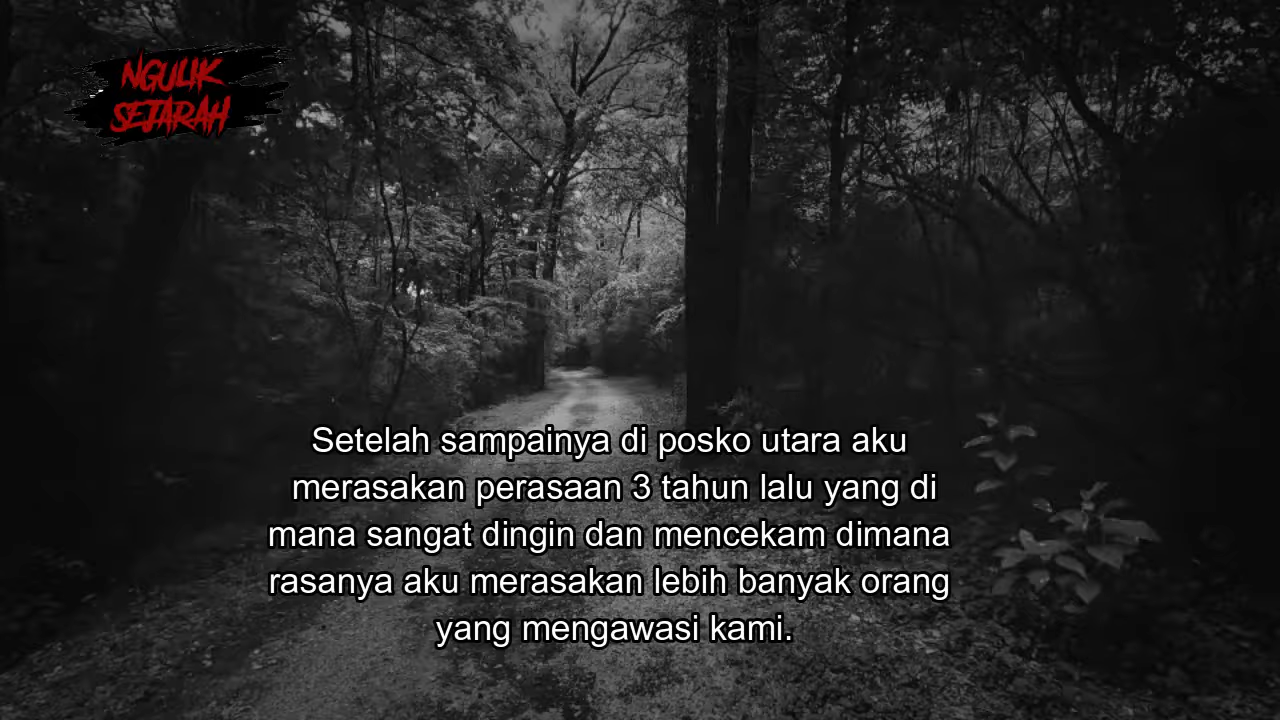 NGULIK
SEJARAH
Setelah sampainya di posko utara aku
merasakan perasaan 3 tahun lalu yang di
mana sangat dingin dan mencekam dimana
rasanya aku merasakan lebih banyak orang
yang mengawasi kami.